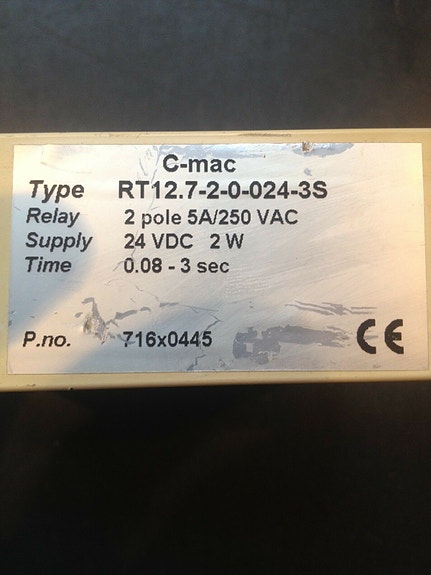 C-mac
Type RT12.7-2-0-024-3S
Relay 2 pole 5A/250 VAC
Supply 24 VDC 2 W
Time 0.08 - 3 sec
P.no. 716x0445 CE